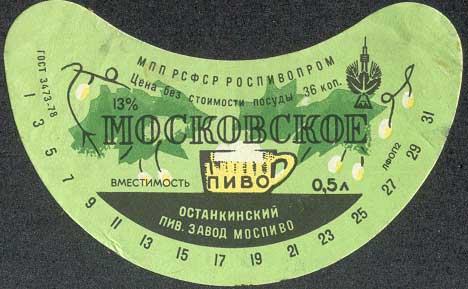 МПП РСФСР РОСПИВОПРОМ
Цена без стоимости посуды 36 коп.
ГОСТ 3473-78
13%
МОСКОВСКОЕ
ПИВО
ВМЕСТИМОСТЬ 0,5 л
ОСТАНКИНСКИЙ
ПИВ. ЗАВОД МОСПИВО
1 3 5 7 9 11 13 15 17 19 21 23 25 27 29 31